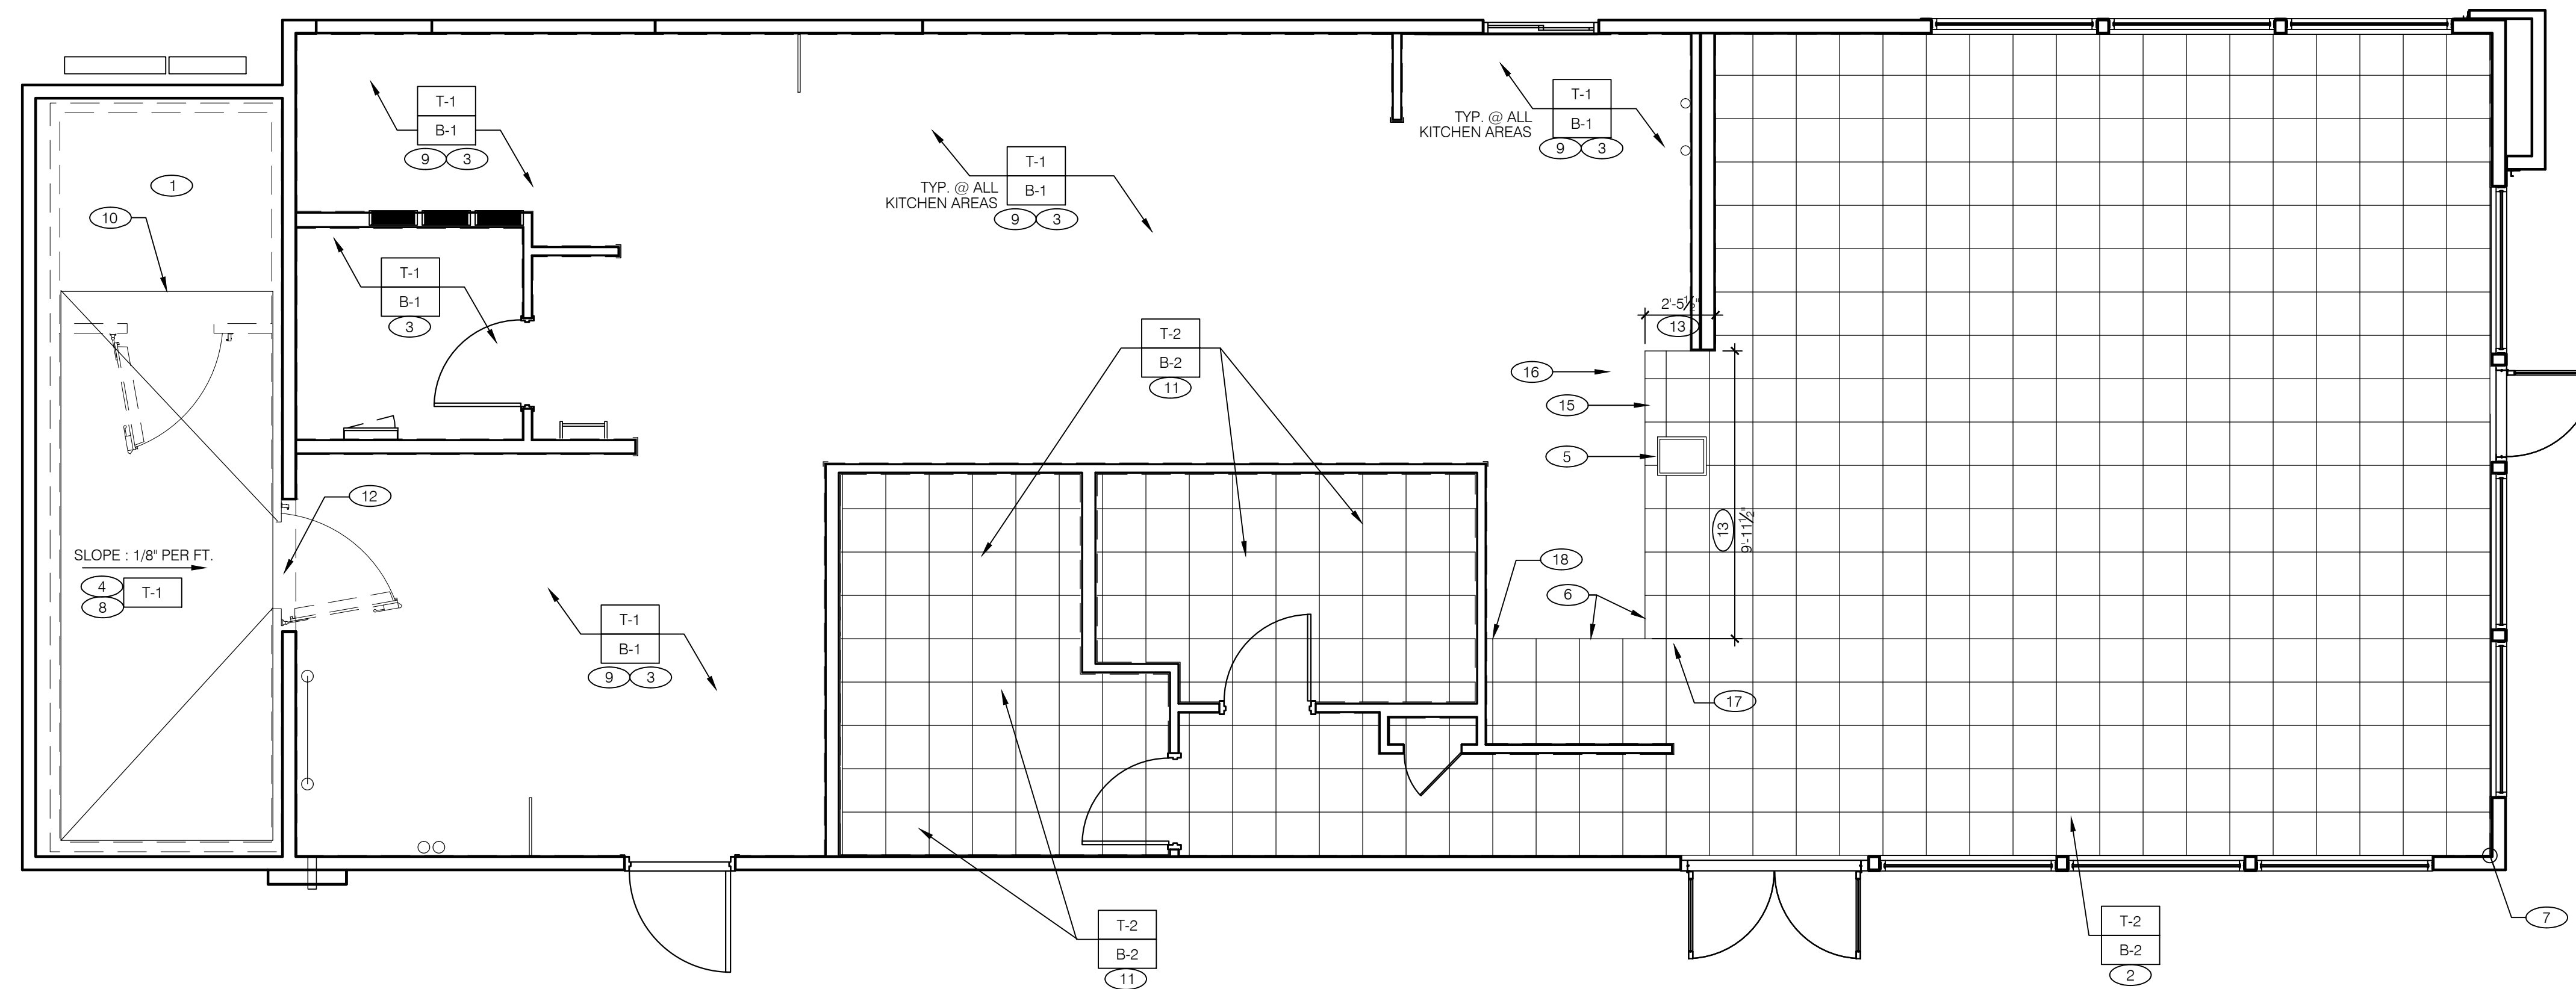 T-1
B-1
9 3
1
10
T-1
B-1
3
TYP. @ ALL
KITCHEN AREAS
T-1
B-1
9 3
TYP. @ ALL
KITCHEN AREAS
T-1
B-1
9 3
2'-5½"
13
T-2
B-2
11
16
15
5
13
9'-11½"
12
SLOPE : 1/8" PER FT.
4
8
T-1
T-1
B-1
9 3
18
6
17
T-2
B-2
11
T-2
B-2
2
7